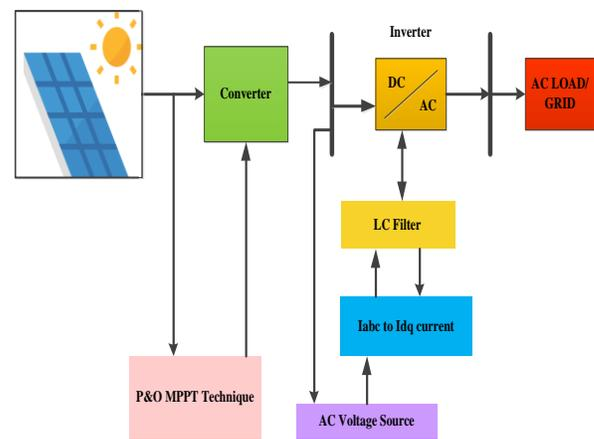 Inverter
Converter
DC
AC
AC LOAD/
GRID
LC Filter
Iabc to Idq current
P&O MPPT Technique
AC Voltage Source